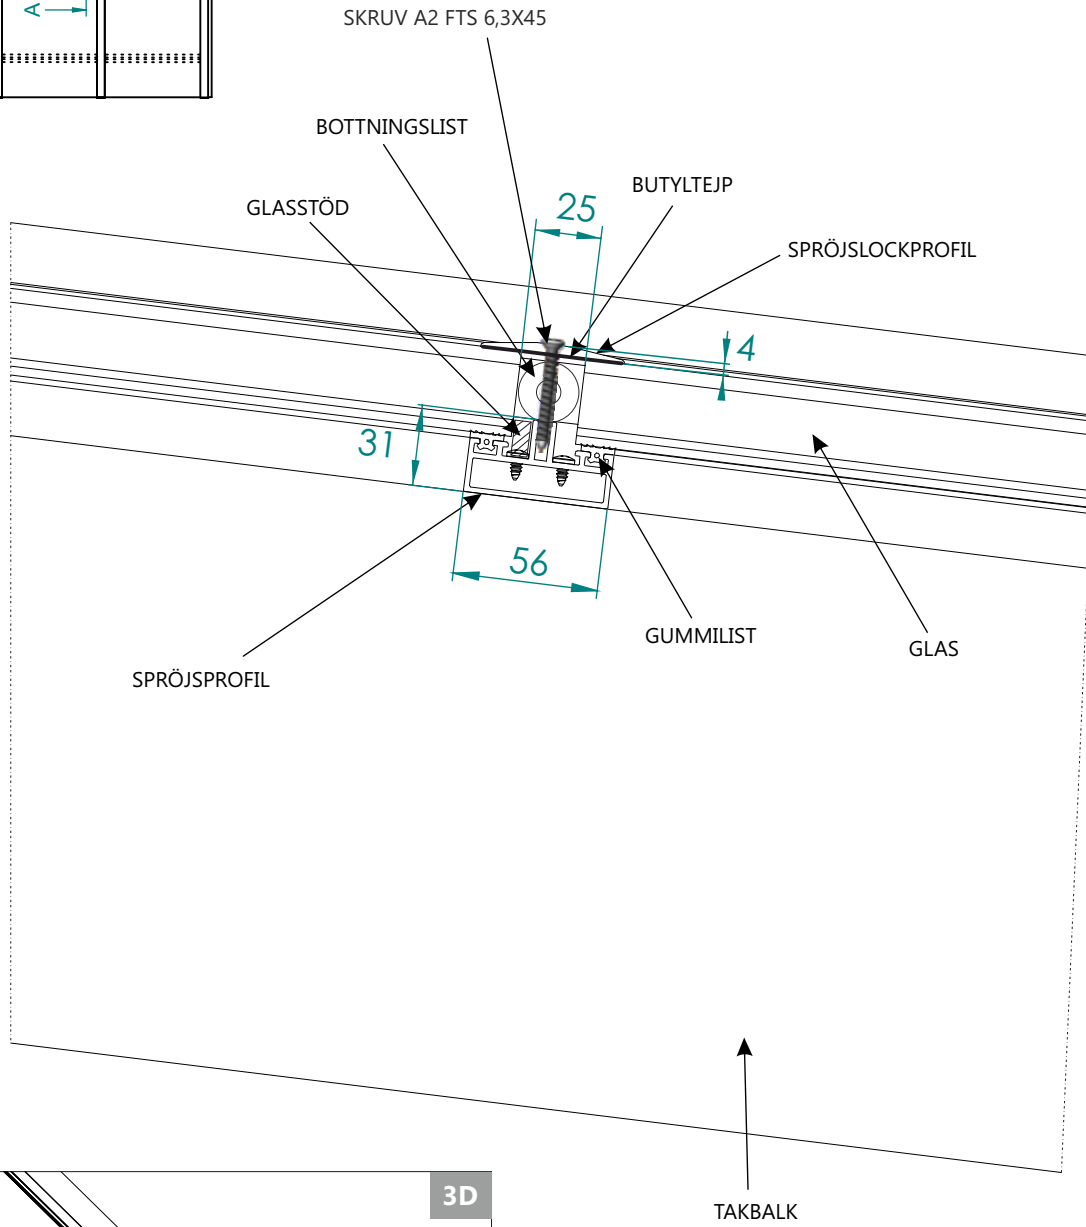 A
SKRUV A2 FTS 6,3X45
BOTTNINGSLIST
BUTYLTEJP
GLASSTÖD
25
SPRÖJSLOCKPROFIL
4
31
56
GUMMILIST
GLAS
SPRÖJSPROFIL
3D
TAKBALK